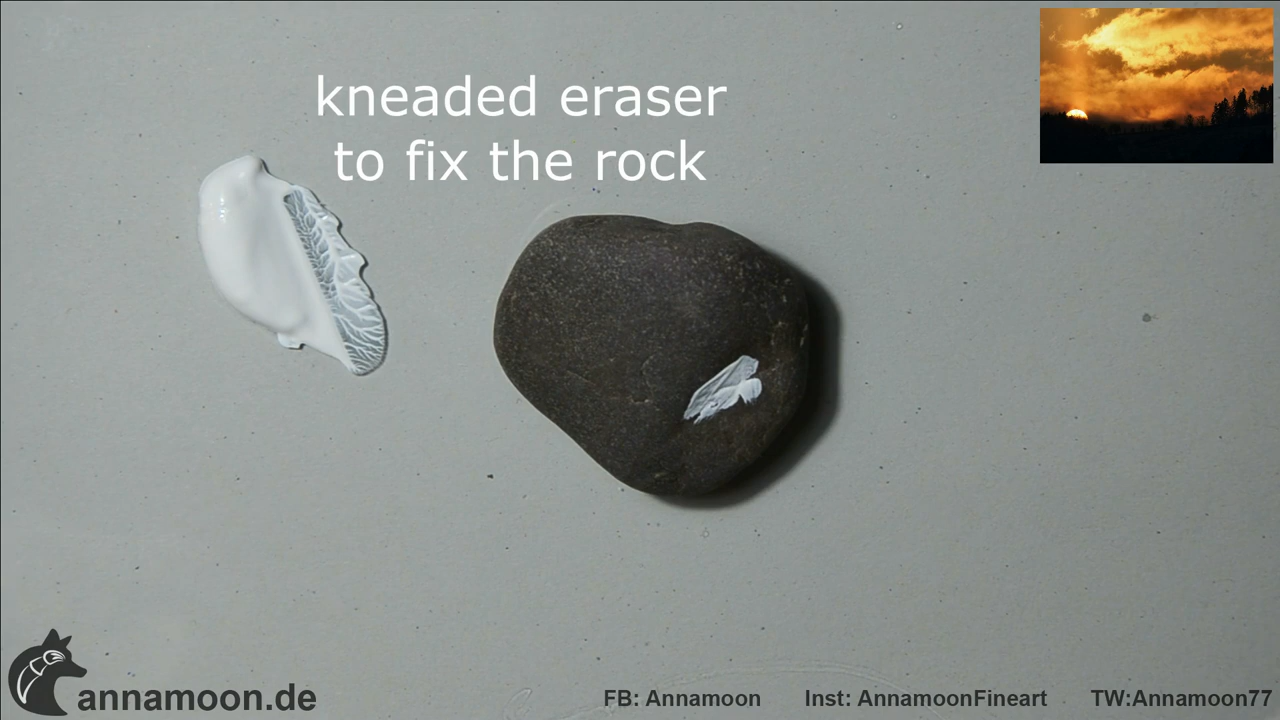 kneaded eraser
to fix the rock
annamoon.de
FB: Annamoon
Inst: AnnamoonFineart
TW:Annamoon77